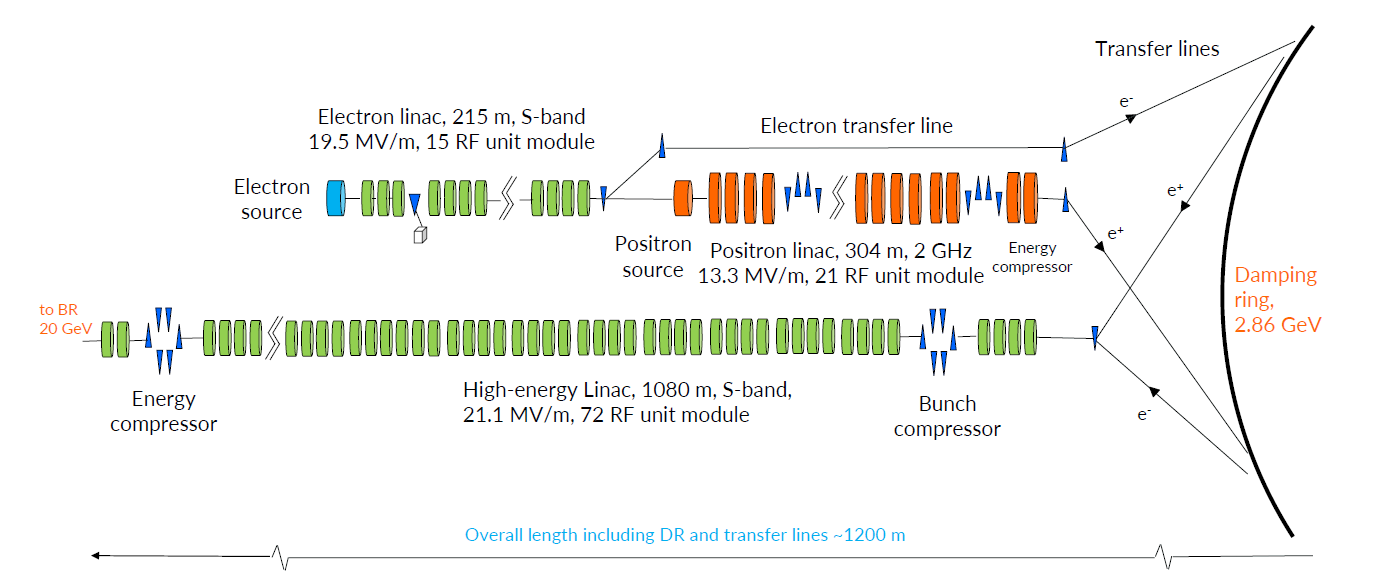 Transfer lines
e-
Electron linac, 215 m, S-band
19.5 MV/m, 15 RF unit module
Electron transfer line
Electron
source
e+
Positron
source
Positron linac, 304 m, 2 GHz
13.3 MV/m, 21 RF unit module
Energy
compressor
e+
Damping
ring,
2.86 GeV
to BR
20 GeV
Energy
compressor
High-energy Linac, 1080 m, S-band,
21.1 MV/m, 72 RF unit module
Bunch
compressor
e-
Overall length including DR and transfer lines ~1200 m